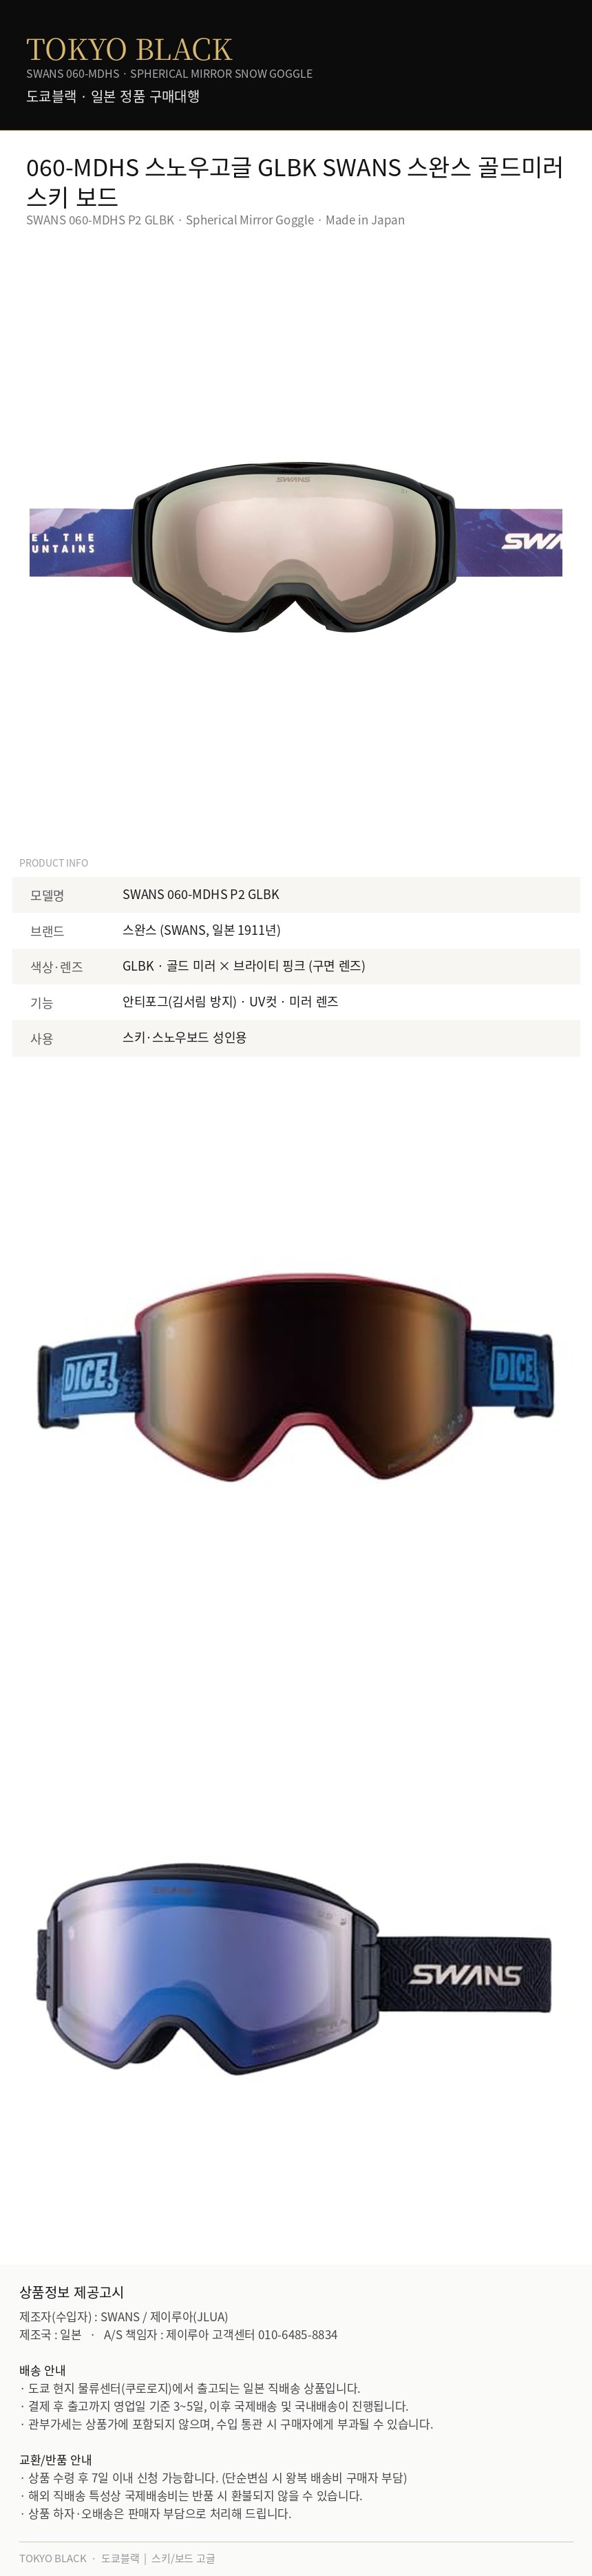 TOKYO BLACK
SWANS 060-MDHS · SPHERICAL MIRROR SNOW GOGGLE
도쿄블랙 · 일본 정품 구매대행
060-MDHS 스노우고글 GLBK SWANS 스완스 골드미러
스키 보드
SWANS 060-MDHS P2 GLBK · Spherical Mirror Goggle · Made in Japan
SWANS
EL THE
UNTAINS
SWA
PRODUCT INFO
모델명 SWANS 060-MDHS P2 GLBK
브랜드 스완스 (SWANS, 일본 1911년)
색상·렌즈 GLBK · 골드 미러 × 브라이티 핑크 (구면 렌즈)
기능 안티포그(김서림 방지) · UV컷 · 미러 렌즈
사용 스키·스노우보드 성인용
DICE
DICE
SWANS
상품정보 제공고시
제조자(수입자) : SWANS / 제이루아(JLUA)
제조국 : 일본 · A/S 책임자 : 제이루아 고객센터 010-6485-8834
배송 안내
· 도쿄 현지 물류센터(쿠로로지)에서 출고되는 일본 직배송 상품입니다.
· 결제 후 출고까지 영업일 기준 3~5일, 이후 국제배송 및 국내배송이 진행됩니다.
· 관부가세는 상품가에 포함되지 않으며, 수입 통관 시 구매자에게 부과될 수 있습니다.
교환/반품 안내
· 상품 수령 후 7일 이내 신청 가능합니다. (단순변심 시 왕복 배송비 구매자 부담)
· 해외 직배송 특성상 국제배송비는 반품 시 환불되지 않을 수 있습니다.
· 상품 하자·오배송은 판매자 부담으로 처리해 드립니다.
TOKYO BLACK · 도쿄블랙 | 스키/보드 고글